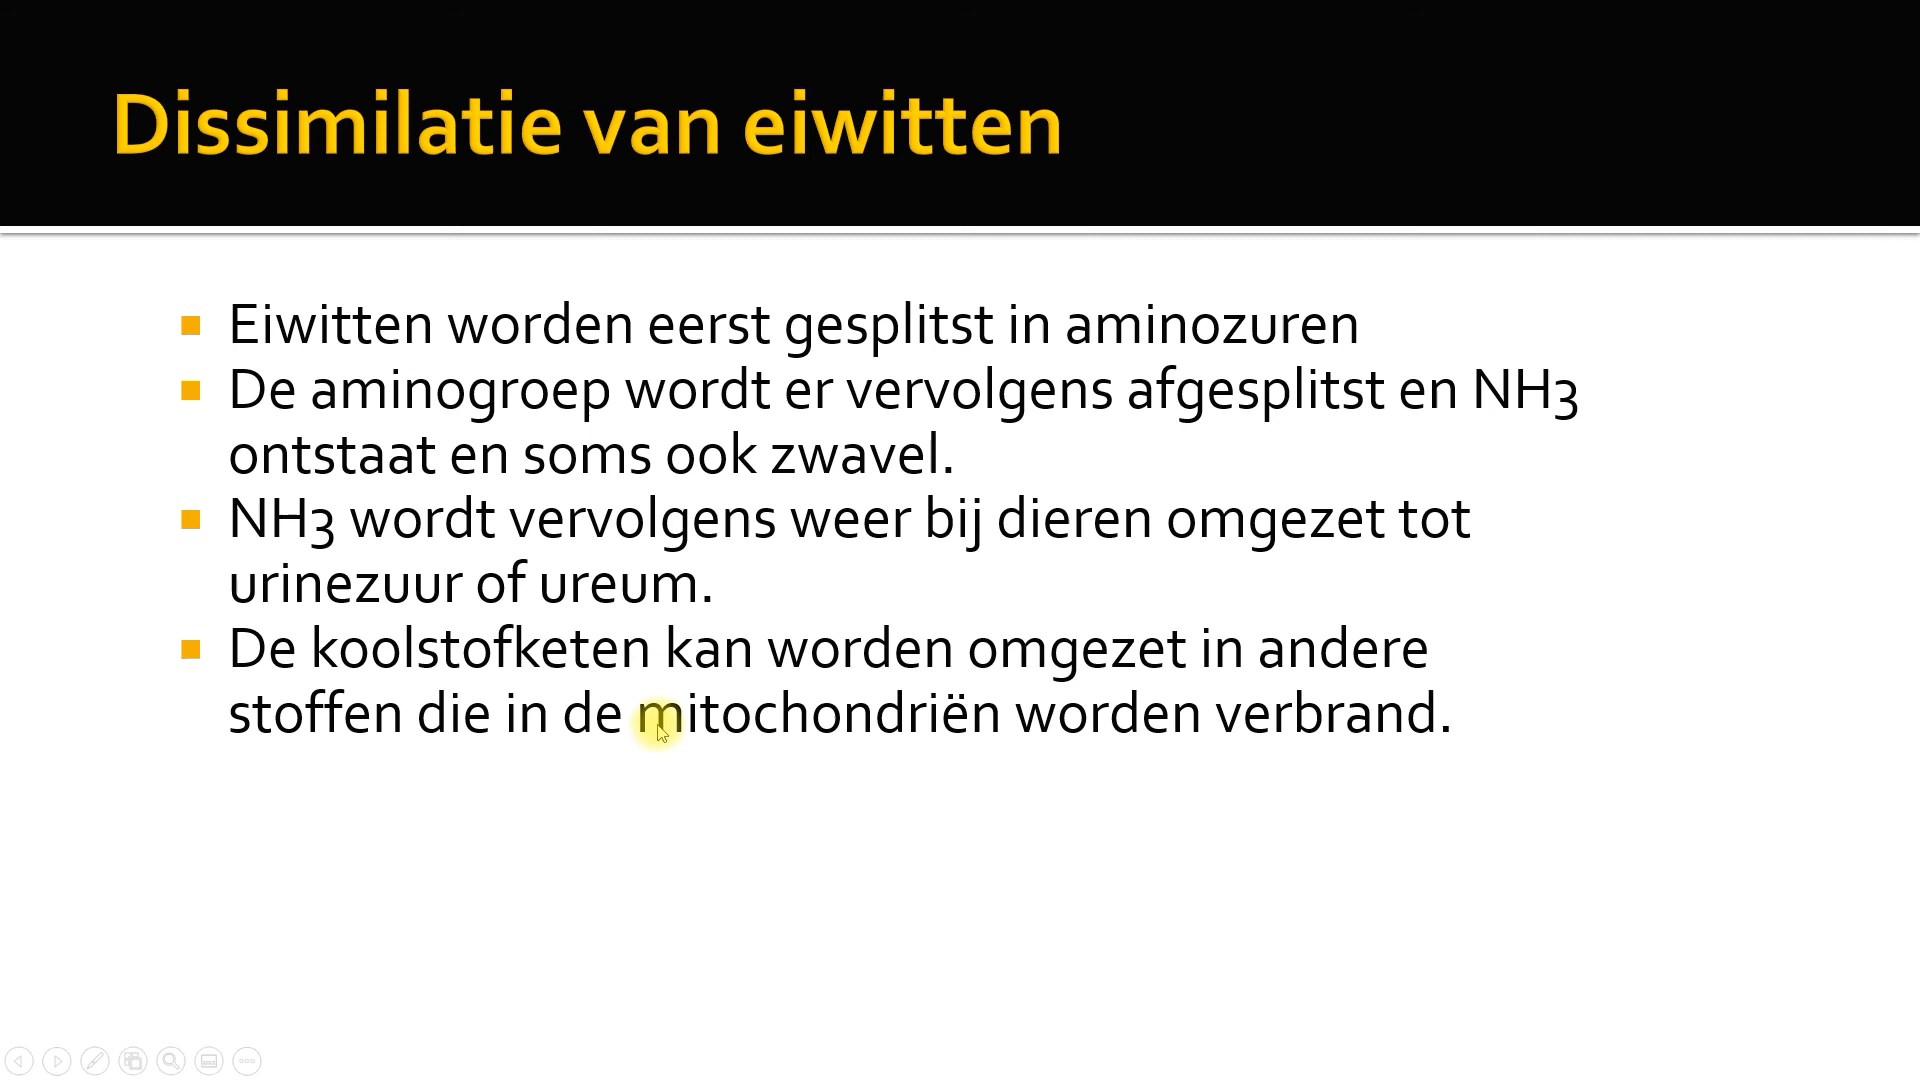 Dissimilatie van eiwitten
Eiwitten worden eerst gesplitst in aminozuren
De aminogroep wordt er vervolgens afgesplitst en NH3
ontstaat en soms ook zwavel.
NH3 wordt vervolgens weer bij dieren omgezet tot
urinezuur of ureum.
De koolstofketen kan worden omgezet in andere
stoffen die in de mitochondriën worden verbrand.